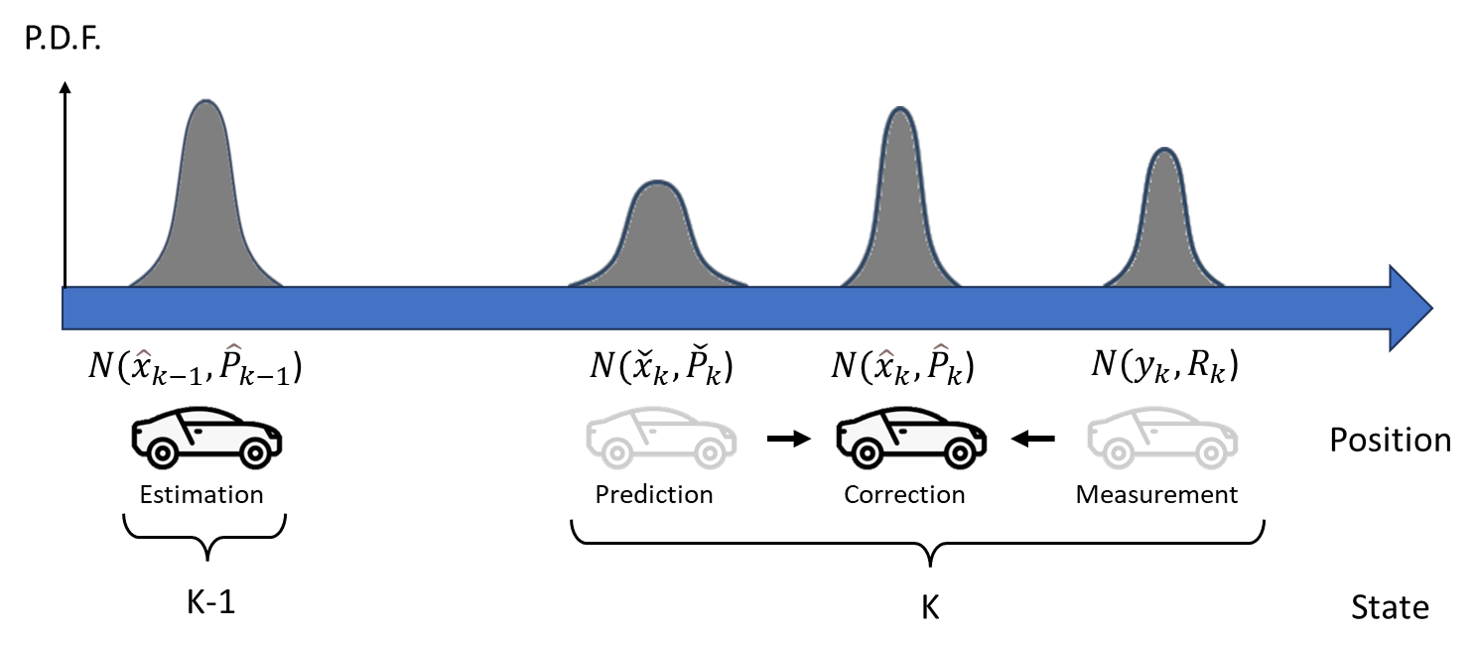 P.D.F.
N(x̂ₖ₋₁, P̂ₖ₋₁) N(x̌ₖ, P̌ₖ) N(x̂ₖ, P̂ₖ) N(yₖ, Rₖ)
Position
Estimation Prediction Correction Measurement
K-1 K State